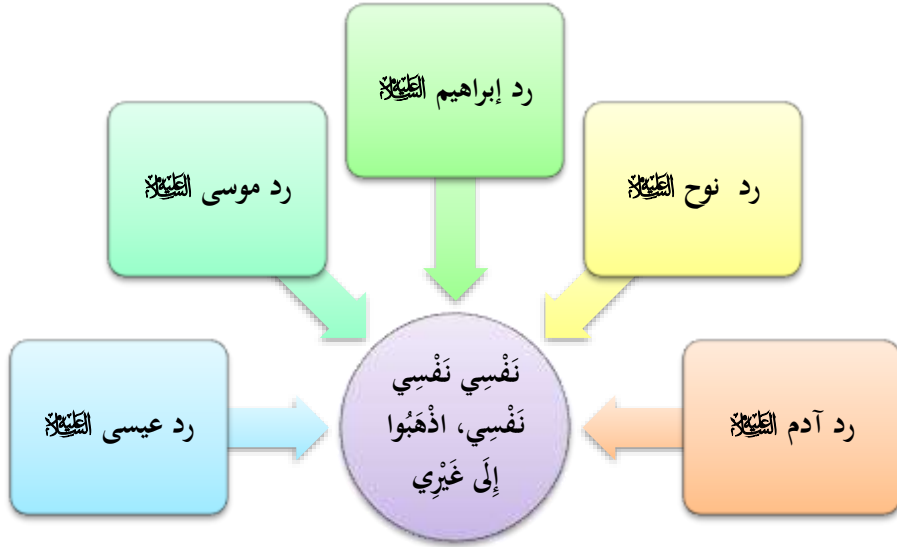 رد إبراهيم عليه السلام
رد نوح عليه السلام
رد موسى عليه السلام
رد آدم عليه السلام
رد عيسى عليه السلام
نَفْسِي نَفْسِي
نَفْسِي، اذْهَبُوا
إِلَى غَيْرِي